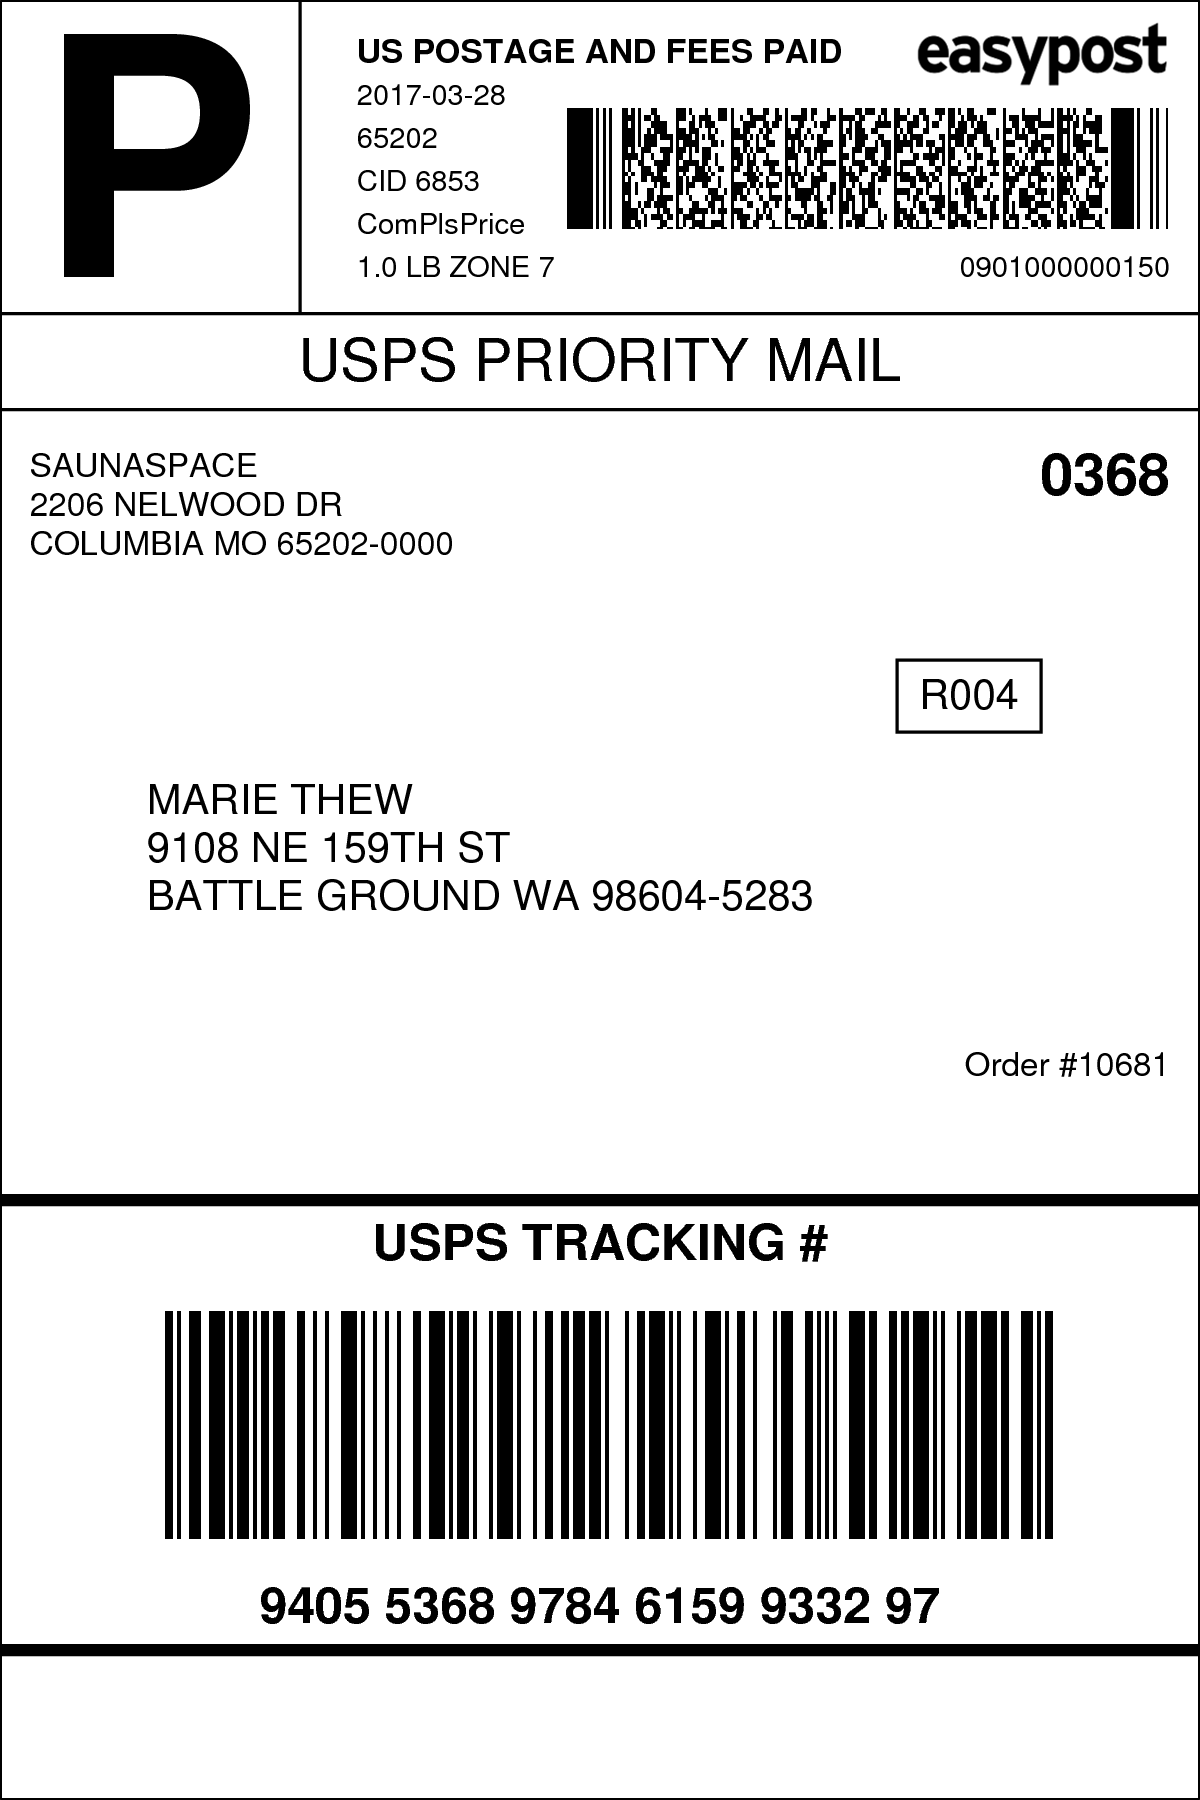 P
US POSTAGE AND FEES PAID
easypost
2017-03-28
65202
CID 6853
ComPlsPrice
1.0 LB ZONE 7
0901000000150
USPS PRIORITY MAIL
SAUNASPACE
2206 NELWOOD DR
COLUMBIA MO 65202-0000
0368
R004
MARIE THEW
9108 NE 159TH ST
BATTLE GROUND WA 98604-5283
Order #10681
USPS TRACKING #
9405 5368 9784 6159 9332 97